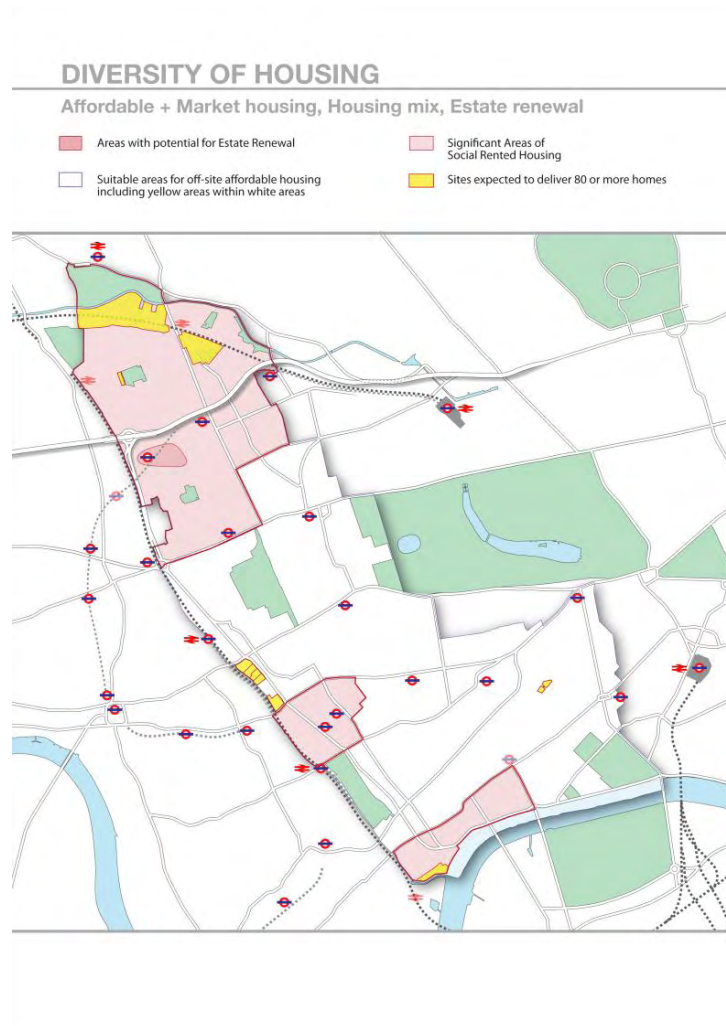 DIVERSITY OF HOUSING
Affordable + Market housing, Housing mix, Estate renewal
Areas with potential for Estate Renewal
Significant Areas of
Social Rented Housing
Suitable areas for off-site affordable housing
including yellow areas within white areas
Sites expected to deliver 80 or more homes